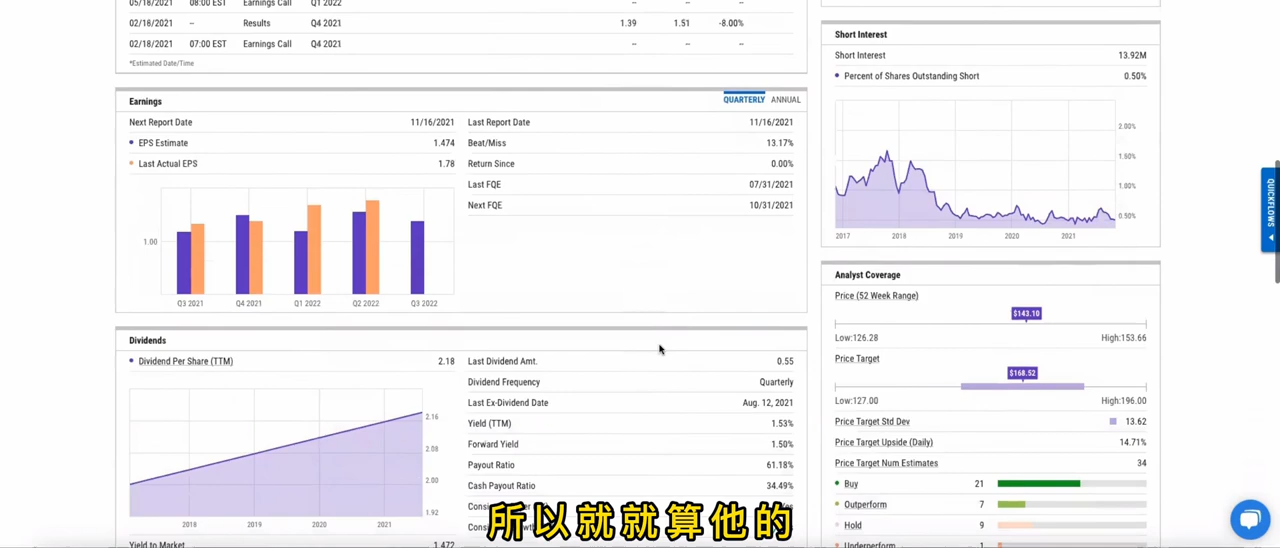 05/18/2021 08:00 EST Earnings Call Q1 2022
02/18/2021 – Results Q4 2021 1.39 1.51 -8.00%
02/18/2021 07:00 EST Earnings Call Q4 2021 -- -- --
*Estimated Date/Time
Earnings
QUARTERLY ANNUAL
Next Report Date 11/16/2021
EPS Estimate 1.474
Last Actual EPS 1.78
1.00
Q3 2021 Q4 2021 Q1 2022 Q2 2022 Q3 2022
Last Report Date 11/16/2021
Beat/Miss 13.17%
Return Since 0.00%
Last FQE 07/31/2021
Next FQE 10/31/2021
Dividends
Dividend Per Share (TTM) 2.18
2.16
2.08
2.00
1.92
2018 2019 2020 2021
Yield to Market 1.472
Last Dividend Amt. 0.55
Dividend Frequency Quarterly
Last Ex-Dividend Date Aug. 12, 2021
Yield (TTM) 1.53%
Forward Yield 1.50%
Payout Ratio 61.18%
Cash Payout Ratio 34.49%
Short Interest
Short Interest 13.92M
Percent of Shares Outstanding Short 0.50%
2.00%
1.50%
1.00%
0.50%
2017 2018 2019 2020 2021
Analyst Coverage
Price (52 Week Range)
$143.10
Low:126.28 High:153.66
Price Target
$168.52
Low:127.00 High:196.00
Price Target Std Dev 13.62
Price Target Upside (Daily) 14.71%
Price Target Num Estimates 34
Buy 21
Outperform 7
Hold 9
Underperform 1
QUICKFLOWS
所以就就算他的